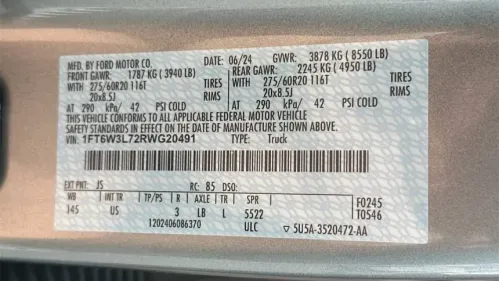 MFD. BY FORD MOTOR CO.
DATE: 06/24 GVWR: 3878 KG (8550 LB)
FRONT GAWR: 1787 KG (3940 LB) REAR GAWR: 2245 KG (4950 LB)
275/60R20 116T TIRES 275/60R20 116T TIRES
20x8.5J RIMS 20x8.5J RIMS
AT 290 kPa/ 42 PSI COLD AT 290 kPa/ 42 PSI COLD
THIS VEHICLE CONFORMS TO ALL APPLICABLE FEDERAL MOTOR VEHICLE
SAFETY STANDARDS IN EFFECT ON THE DATE OF MANUFACTURE SHOWN ABOVE.
VIN: 1FT6W3L72RWG20491 TYPE: Truck
EXT PNT: JS RC: 85 DSO:
WB INT TR TP/PS R AXLE TR SPR
145 US 3 LB L 5522
F0245
T0546
1202406086370 ULC ▽ 5U5A-3520472-AA